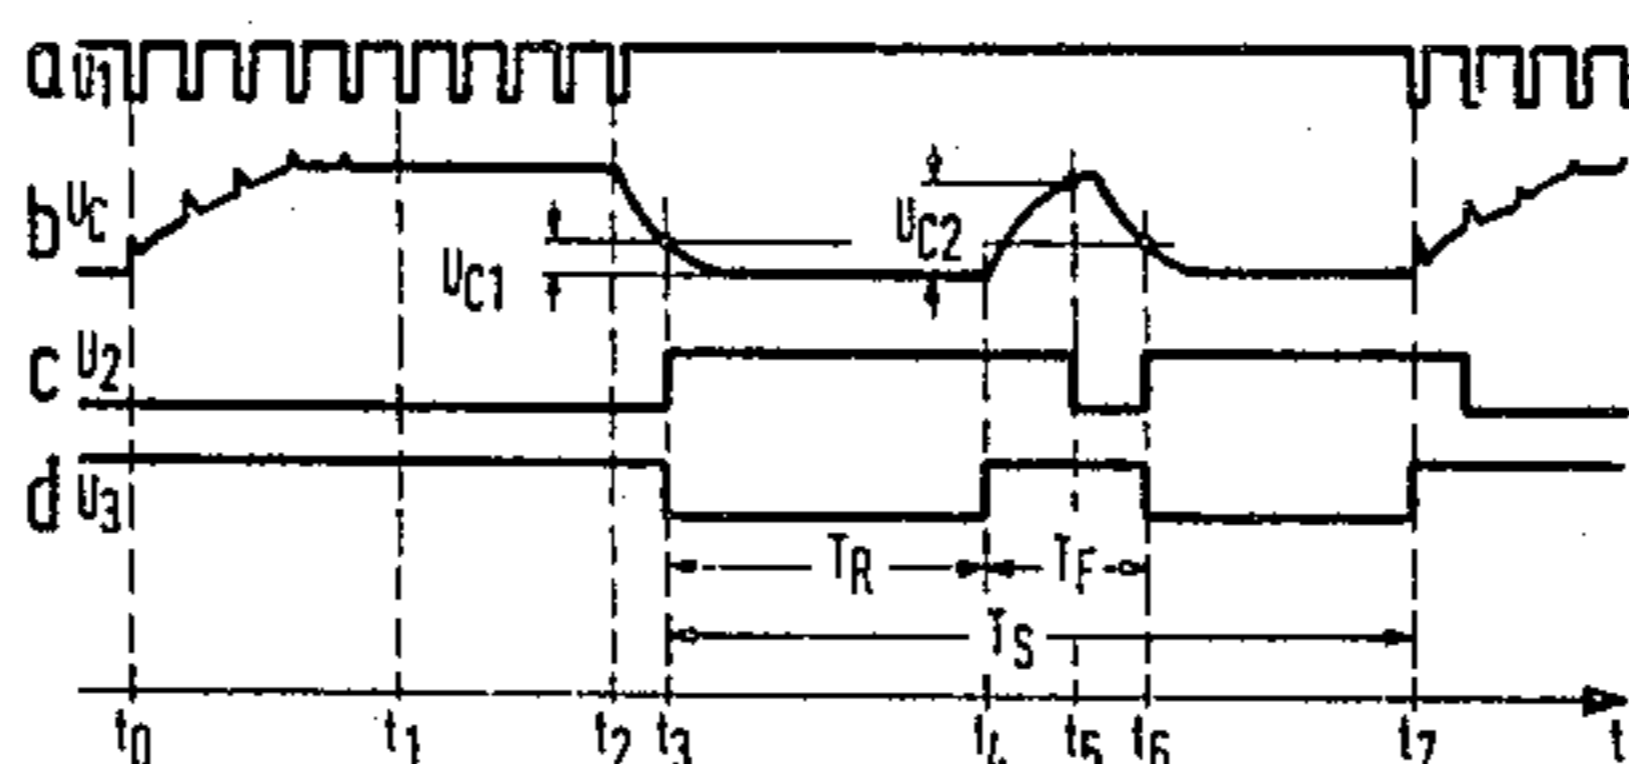 a U1
b UC
UC1
UC2
c U2
d U3
TR
TF
TS
t0 t1 t2 t3 t4 t5 t6 t7 t